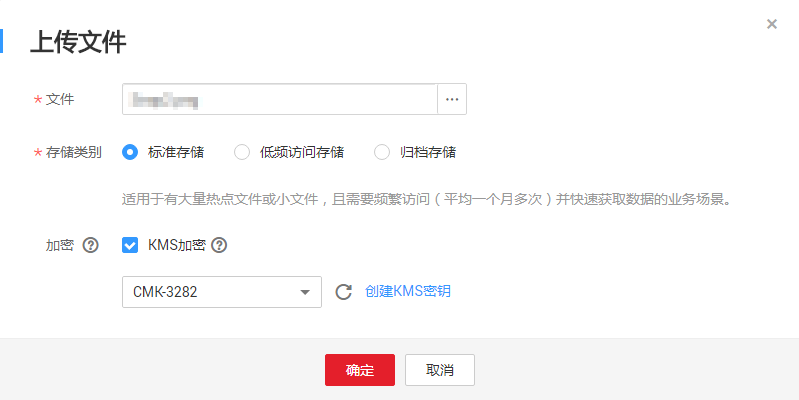 上传文件
* 文件
* 存储类别 标准存储 低频访问存储 归档存储
适用于有大量热点文件或小文件，且需要频繁访问（平均一个月多次）并快速获取数据的业务场景。
加密 KMS加密
CMK-3282 创建KMS密钥
确定 取消